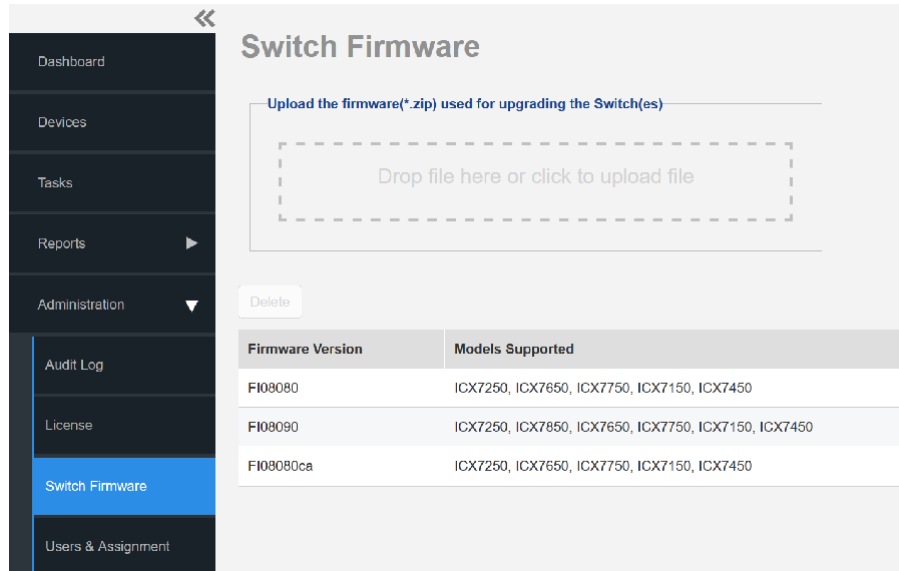 Dashboard
Devices
Tasks
Reports
Administration
Audit Log
License
Switch Firmware
Users & Assignment
Switch Firmware
Upload the firmware(*.zip) used for upgrading the Switch(es)
Drop file here or click to upload file
Delete
Firmware Version Models Supported
FI08080 ICX7250, ICX7650, ICX7750, ICX7150, ICX7450
FI08090 ICX7250, ICX7850, ICX7650, ICX7750, ICX7150, ICX7450
FI08080ca ICX7250, ICX7650, ICX7750, ICX7150, ICX7450